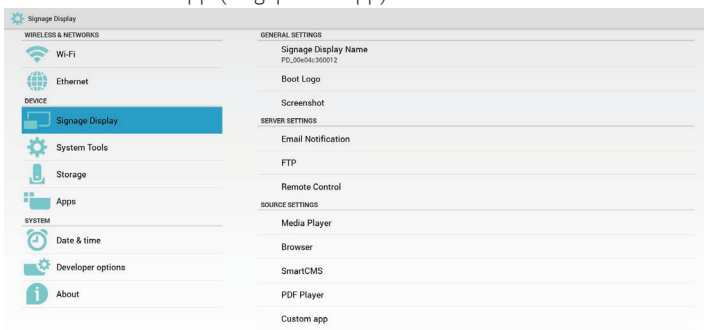 Signage Display
WIRELESS & NETWORKS
Wi-Fi
Ethernet
DEVICE
Signage Display
System Tools
Storage
Apps
SYSTEM
Date & time
Developer options
About
GENERAL SETTINGS
Signage Display Name
PD_00e04c360012
Boot Logo
Screenshot
SERVER SETTINGS
Email Notification
FTP
Remote Control
SOURCE SETTINGS
Media Player
Browser
SmartCMS
PDF Player
Custom app